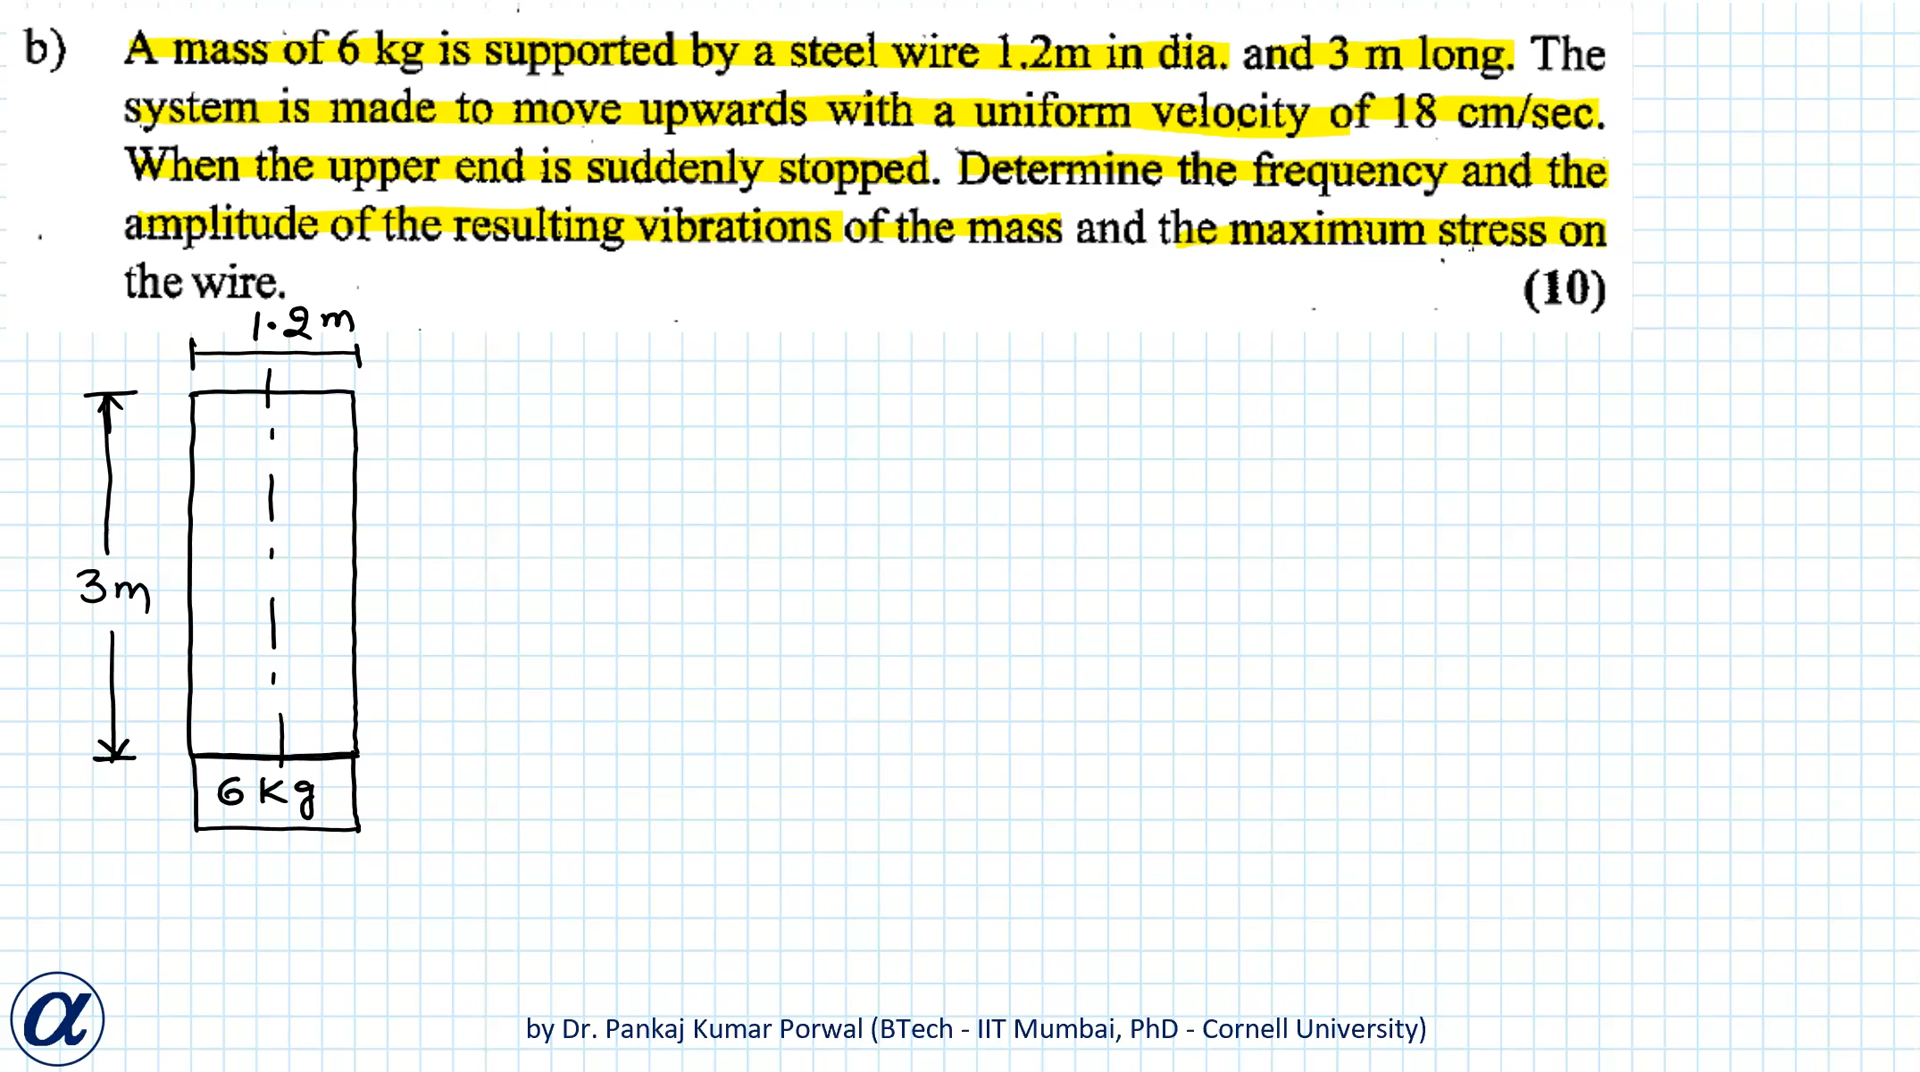 b) A mass of 6 kg is supported by a steel wire 1.2m in dia. and 3 m long. The
system is made to move upwards with a uniform velocity of 18 cm/sec.
When the upper end is suddenly stopped. Determine the frequency and the
amplitude of the resulting vibrations of the mass and the maximum stress on
the wire. (10)
1.2 m
3m
6 Kg
α
by Dr. Pankaj Kumar Porwal (BTech - IIT Mumbai, PhD - Cornell University)